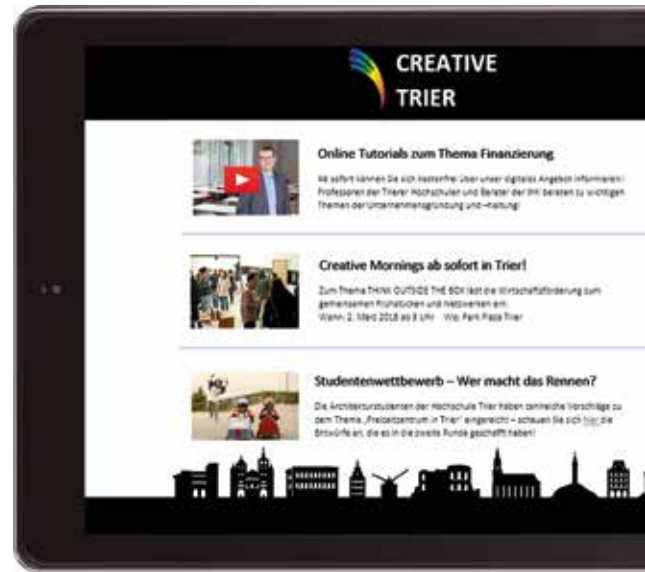 CREATIVE
TRIER
Online Tutorials zum Thema Finanzierung
Ab sofort können Sie sich kostenfrei über unser digitales Angebot informieren!
Professoren der Trierer Hochschulen und Berater der IHK beraten zu wichtigen
Themen der Unternehmensgründung und –haltung!
Creative Mornings ab sofort in Trier!
Zum Thema THINK OUTSIDE THE BOX lädt die Wirtschaftsförderung zum
gemeinsamen Frühstücken und Netzwerken ein!
Wann: 2. März 2018 ab 9 Uhr Wo: Park Plaza Trier
Studentenwettbewerb – Wer macht das Rennen?
Die Architekturstudenten der Hochschule Trier haben zahlreiche Vorschläge zu
dem Thema „Freizeitzentrum in Trier“ eingereicht – schauen Sie sich hier die
Entwürfe an, die es in die zweite Runde geschafft haben!